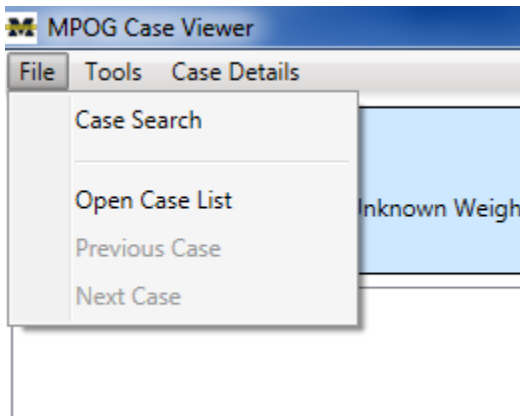 MPOG Case Viewer
File Tools Case Details
Case Search
Open Case List
Previous Case
Next Case